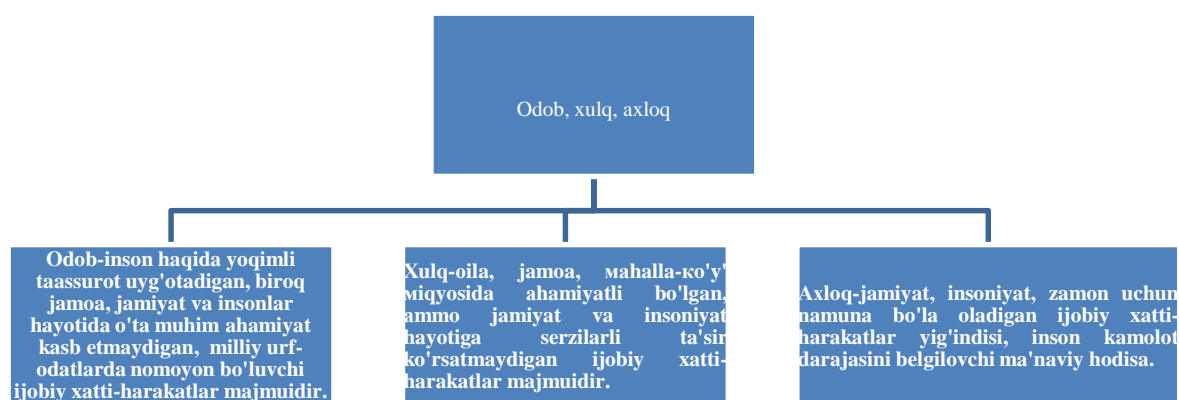 Odob, xulq, axloq
Odob-inson haqida yoqimli
taassurot uyg'otadigan, biroq
jamoa, jamiyat va insonlar
hayotida o'ta muhim ahamiyat
kasb etmaydigan, milliy urf-
odatlarda nomoyon bo'luvchi
ijobiy xatti-harakatlar majmuidir.
Xulq-oila, jamoa, мahalla-кo'y'
мiqyosida ahamiyatli bo'lgan,
ammo jamiyat va insoniyat
hayotiga serzilarli ta'sir
ko'rsatmaydigan ijobiy xatti-
harakatlar majmuidir.
Axloq-jamiyat, insoniyat, zamon uchun
namuna bo'la oladigan ijobiy xatti-
harakatlar yig'indisi, inson kamolot
darajasini belgilovchi ma'naviy hodisa.